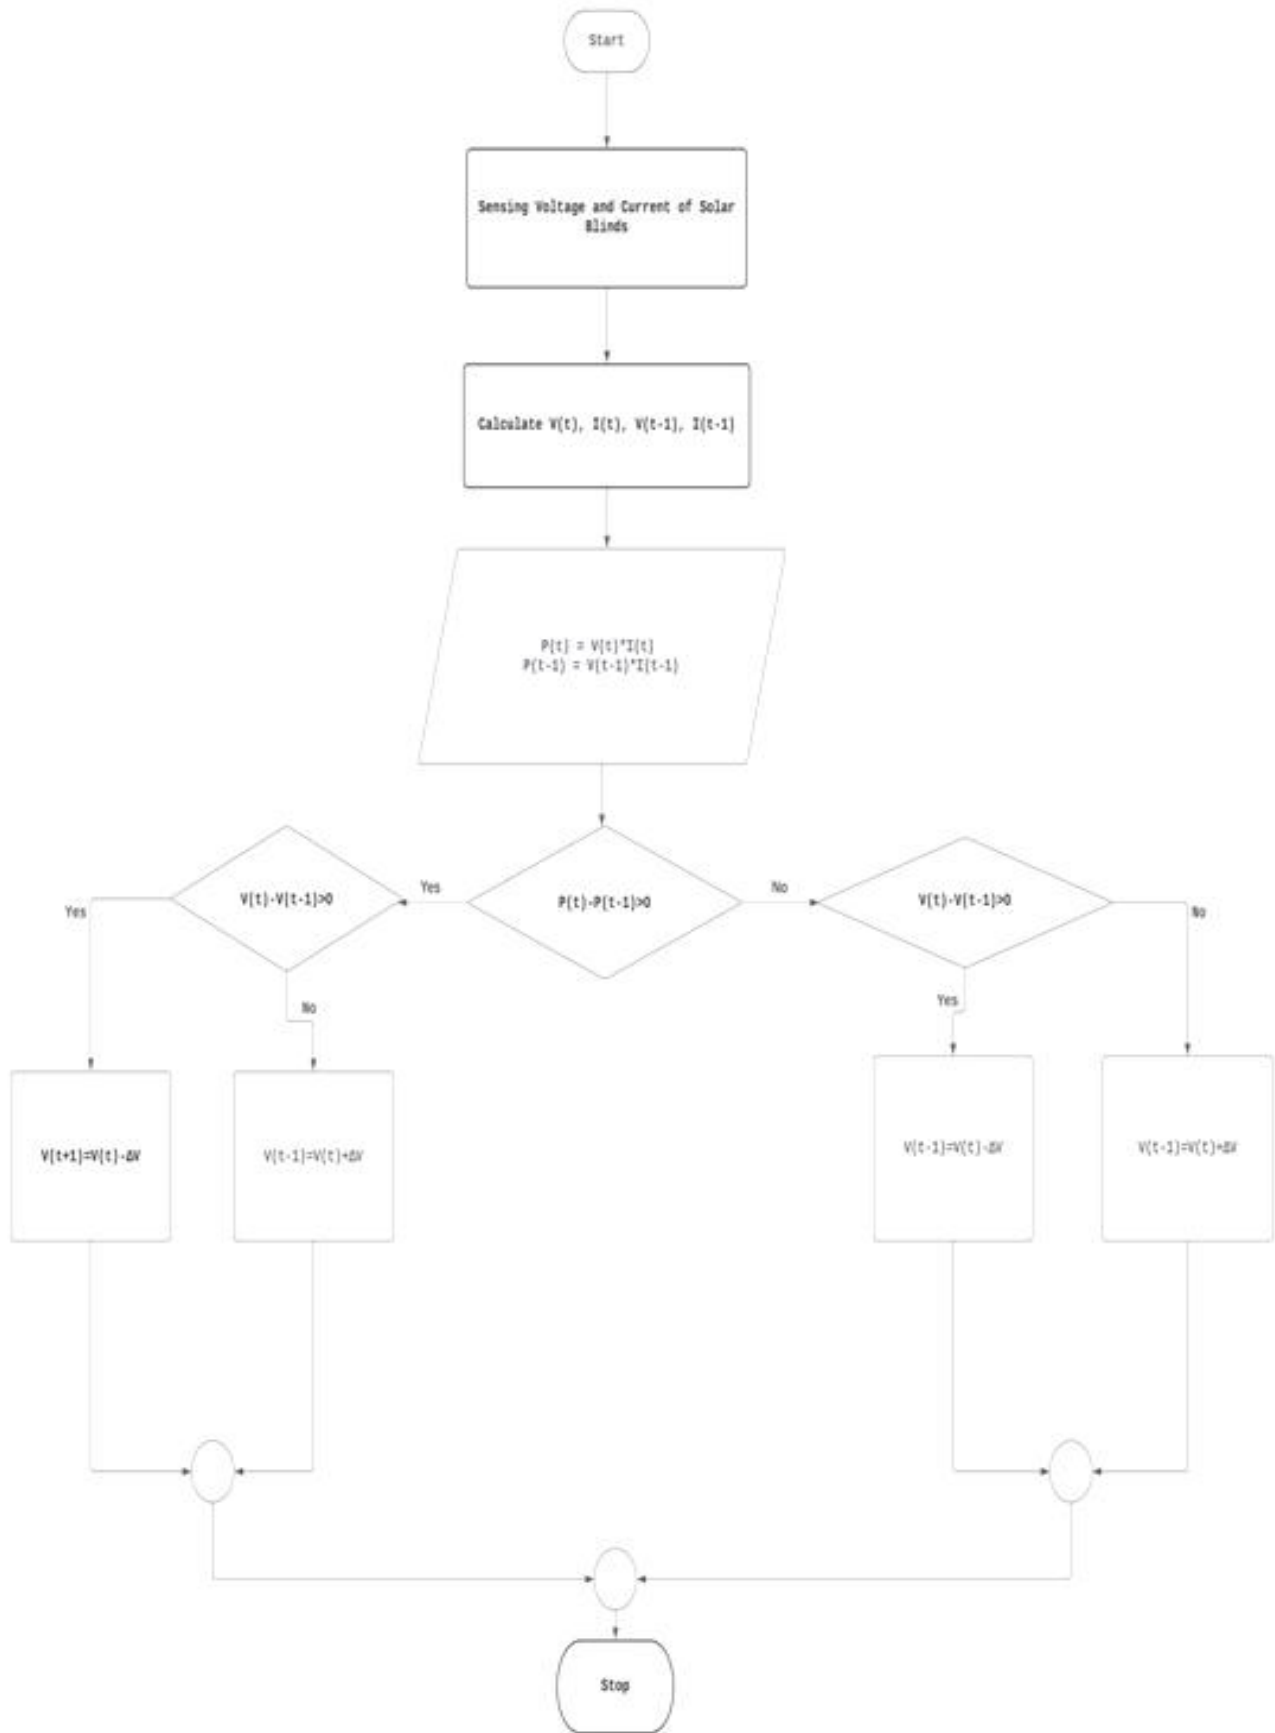 Start
Sensing Voltage and Current of Solar
Blinds
Calculate V(t), I(t), V(t-1), I(t-1)
P(t) = V(t)*I(t)
P(t-1) = V(t-1)*I(t-1)
V(t)-V(t-1)>0
Yes
P(t)-P(t-1)>0
No
V(t)-V(t-1)>0
Yes
No
No
Yes
V(t+1)=V(t)-ΔV
V(t-1)=V(t)+ΔV
V(t-1)=V(t)-ΔV
V(t-1)=V(t)+ΔV
Stop